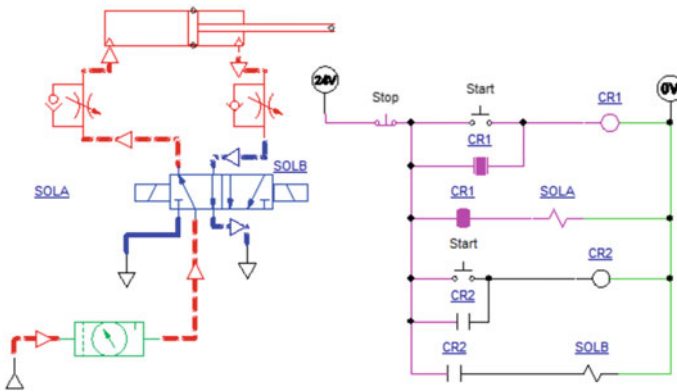 24V
0V
Stop
Start
CR1
CR1
SOLA
SOLB
CR1
SOLA
Start
CR2
CR2
CR2
SOLB